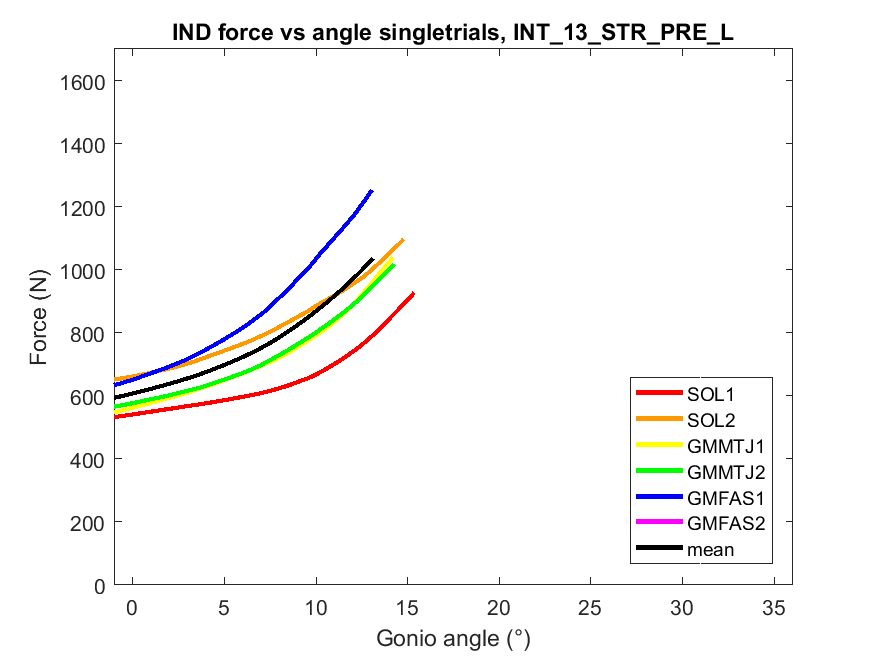 IND force vs angle singletrials, INT_13_STR_PRE_L
Force (N)
1600
1400
1200
1000
800
600
400
200
0
0 5 10 15 20 25 30 35
Gonio angle (°)
SOL1
SOL2
GMMTJ1
GMMTJ2
GMFAS1
GMFAS2
mean